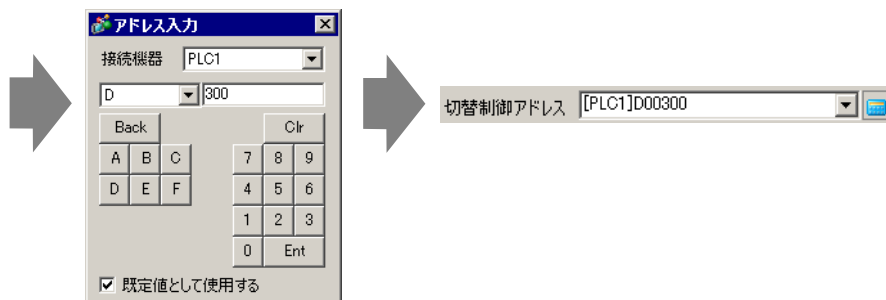 アドレス入力
接続機器 PLC1
D 300
Back Clr
A B C 7 8 9
D E F 4 5 6
1 2 3
0 Ent
既定値として使用する
切替制御アドレス [PLC1]D00300